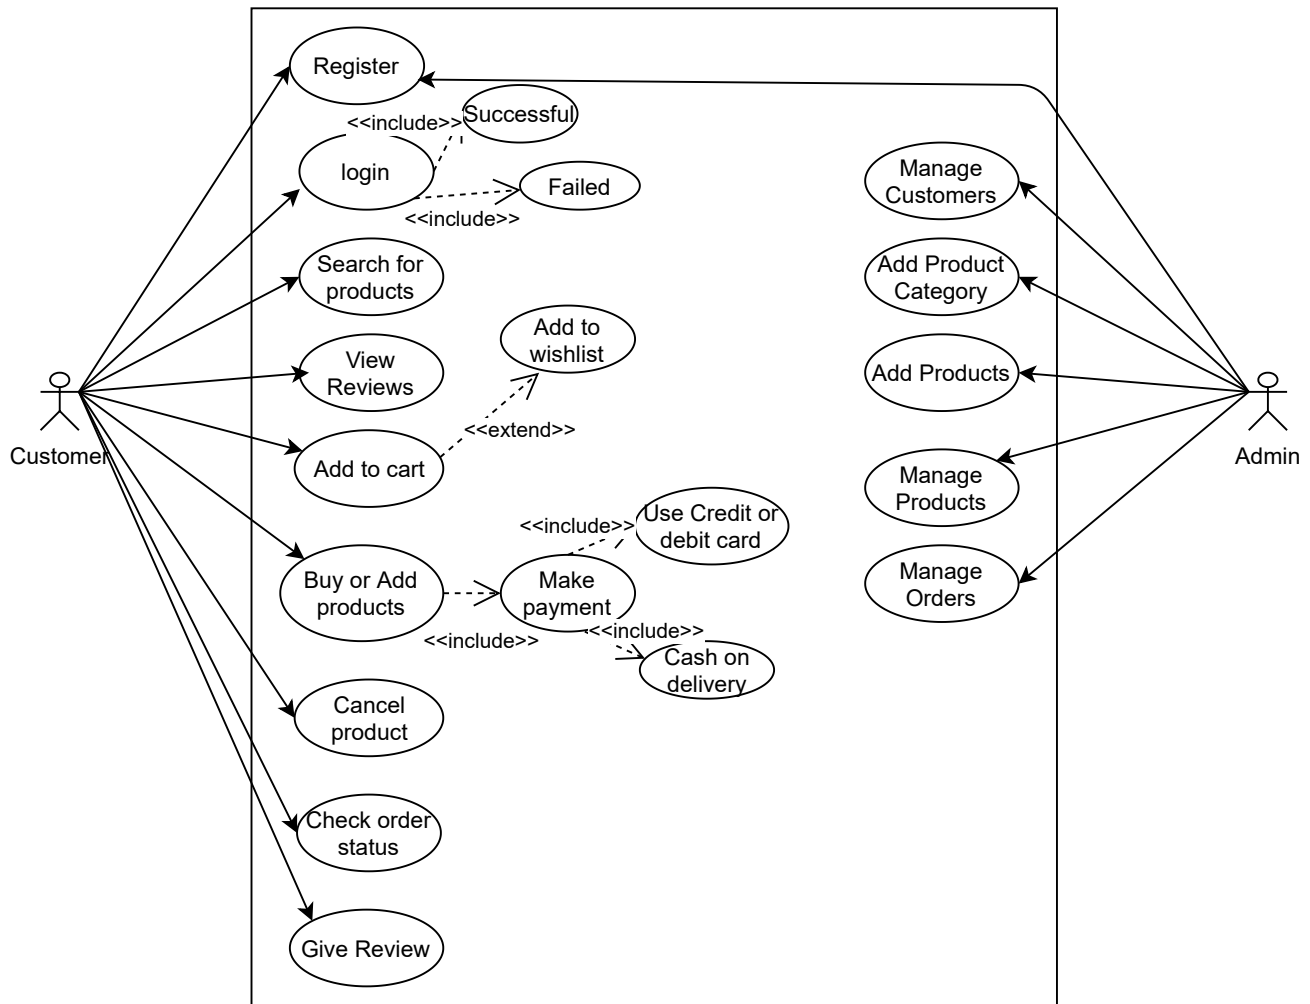 Register
Successful
<<include>>
login
Failed
<<include>>
Search for
products
Add to
wishlist
View
Reviews
<<extend>>
Add to cart
Customer
Use Credit or
debit card
<<include>>
Buy or Add
products
Make
payment
<<include>>
<<include>>
Cash on
delivery
Cancel
product
Check order
status
Give Review
Manage
Customers
Add Product
Category
Add Products
Manage
Products
Manage
Orders
Admin